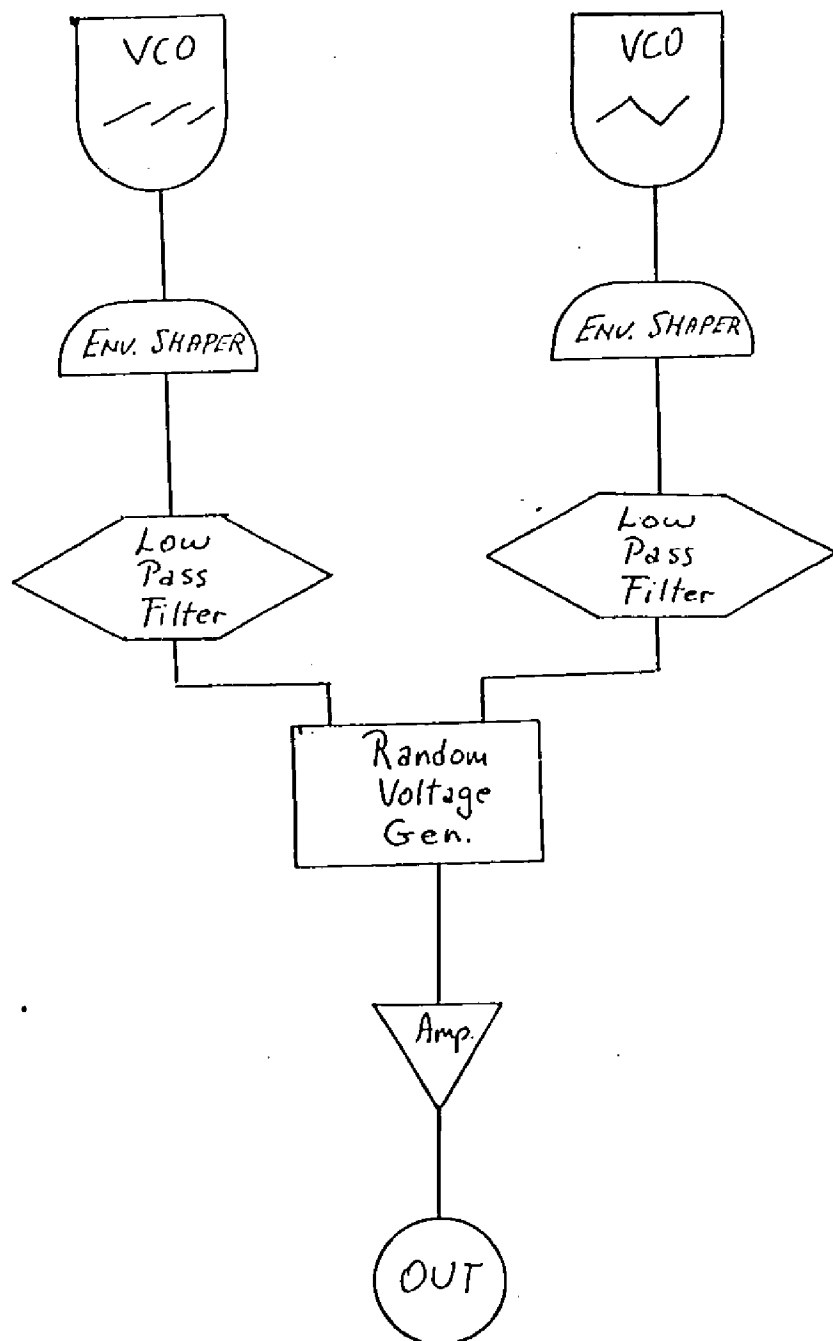 VCO
VCO
ENV. SHAPER
ENV. SHAPER
Low
Pass
Filter
Low
Pass
Filter
Random
Voltage
Gen.
Amp.
OUT